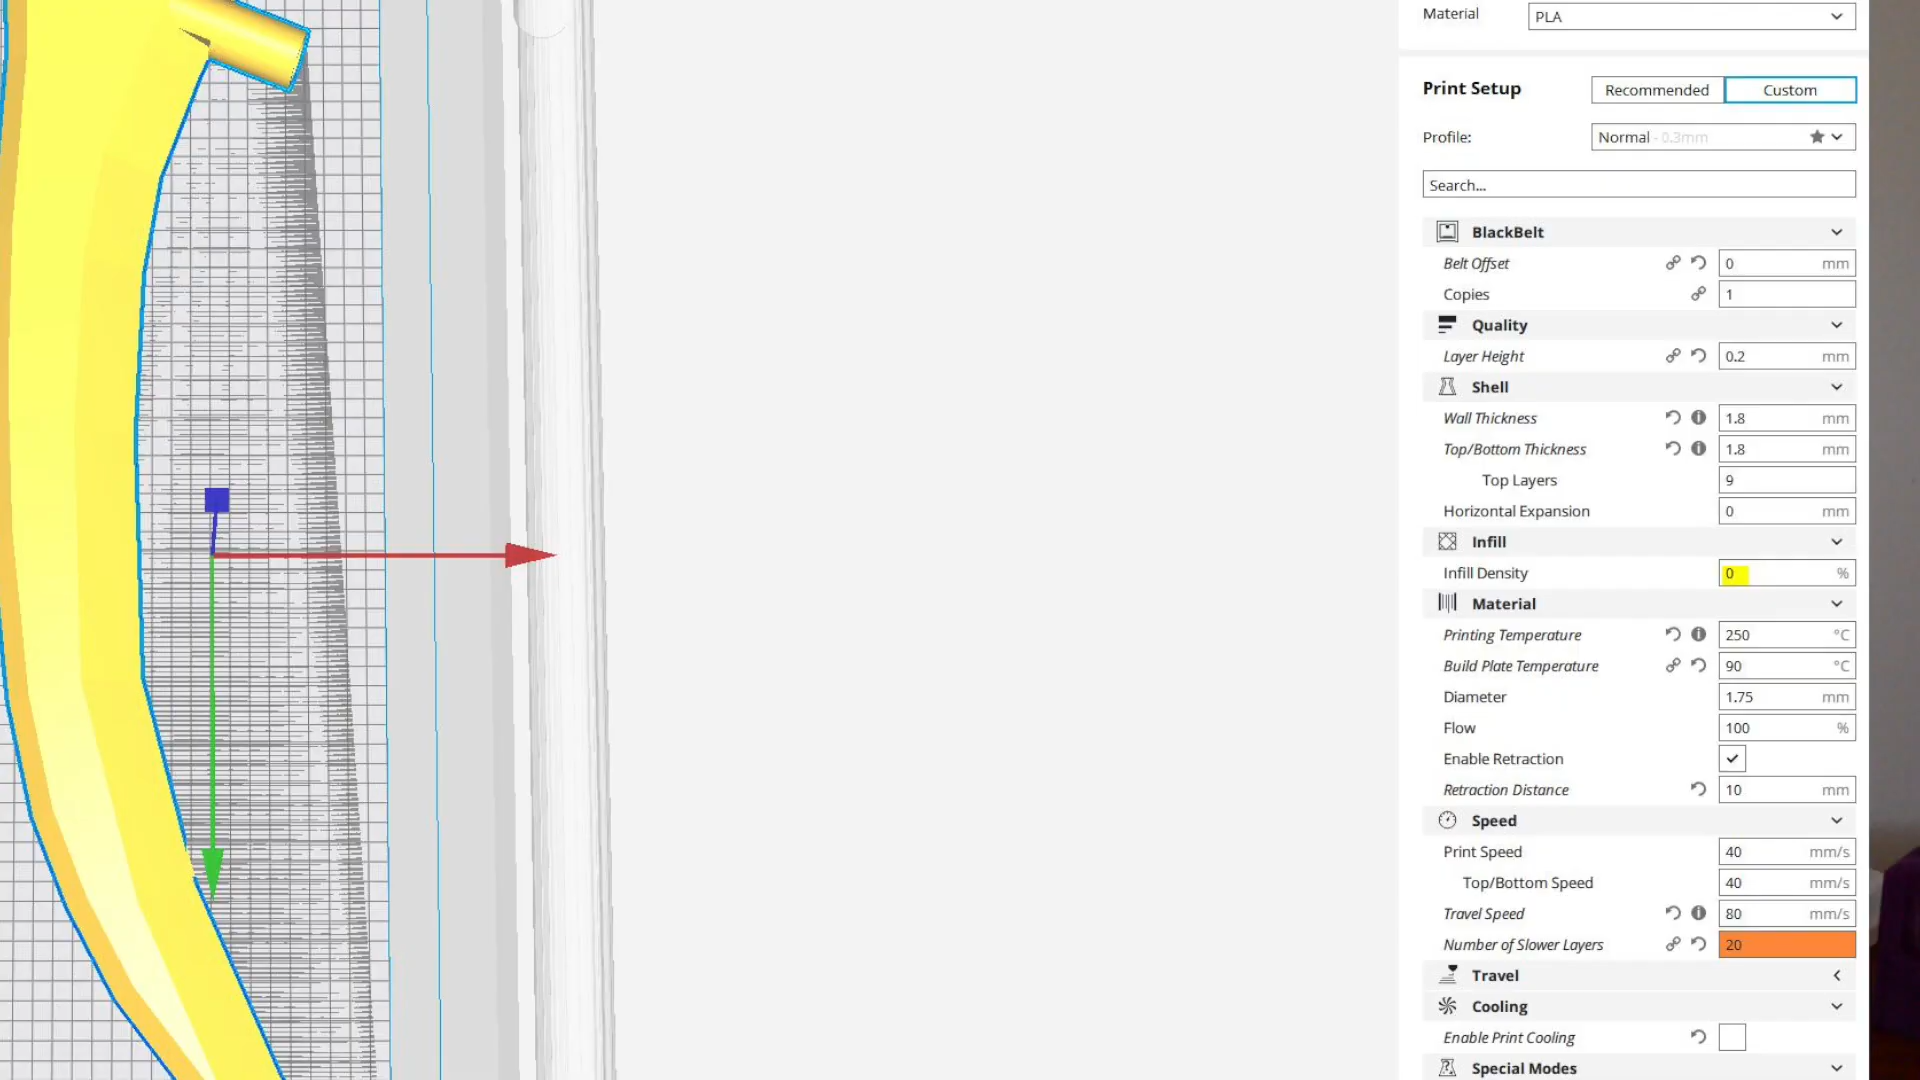 Material PLA
Print Setup Recommended Custom
Profile: Normal - 0.3mm
Search...
BlackBelt
Belt Offset 0 mm
Copies 1
Quality
Layer Height 0.2 mm
Shell
Wall Thickness 1.8 mm
Top/Bottom Thickness 1.8 mm
Top Layers 9
Horizontal Expansion 0 mm
Infill
Infill Density 0 %
Material
Printing Temperature 250 °C
Build Plate Temperature 90 °C
Diameter 1.75 mm
Flow 100 %
Enable Retraction
Retraction Distance 10 mm
Speed
Print Speed 40 mm/s
Top/Bottom Speed 40 mm/s
Travel Speed 80 mm/s
Number of Slower Layers 20
Travel
Cooling
Enable Print Cooling
Special Modes